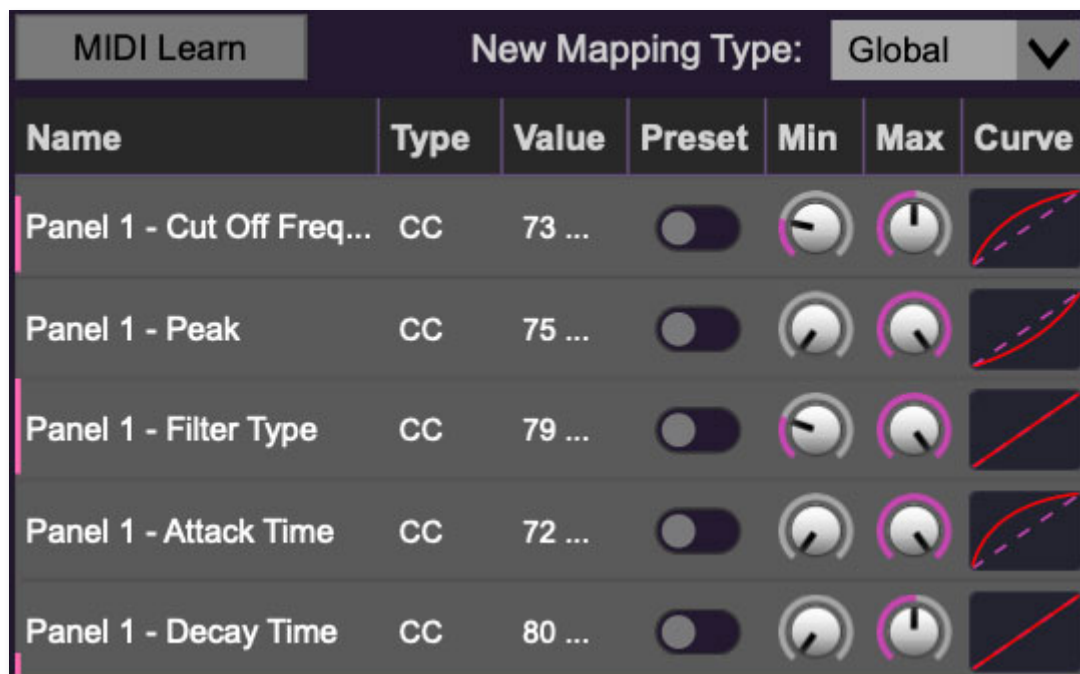 MIDI Learn New Mapping Type: Global
Name Type Value Preset Min Max Curve
Panel 1 - Cut Off Freq... CC 73 ...
Panel 1 - Peak CC 75 ...
Panel 1 - Filter Type CC 79 ...
Panel 1 - Attack Time CC 72 ...
Panel 1 - Decay Time CC 80 ...